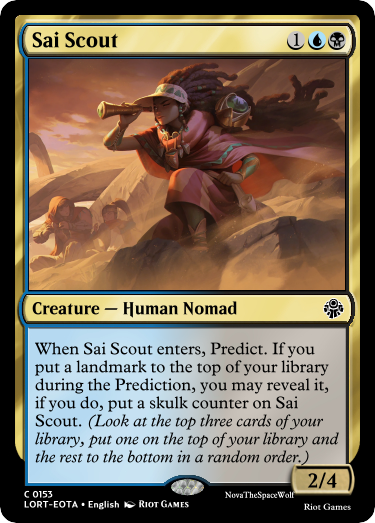 Sai Scout 1
Creature — Human Nomad
When Sai Scout enters, Predict. If you
put a landmark to the top of your library
during the Prediction, you may reveal it,
if you do, put a skulk counter on Sai
Scout. (Look at the top three cards of your
library, put one on the top of your library and
the rest to the bottom in a random order.)
2/4
C 0153 NovaTheSpaceWolf
LORT-EOTA • English Riot Games Riot Games